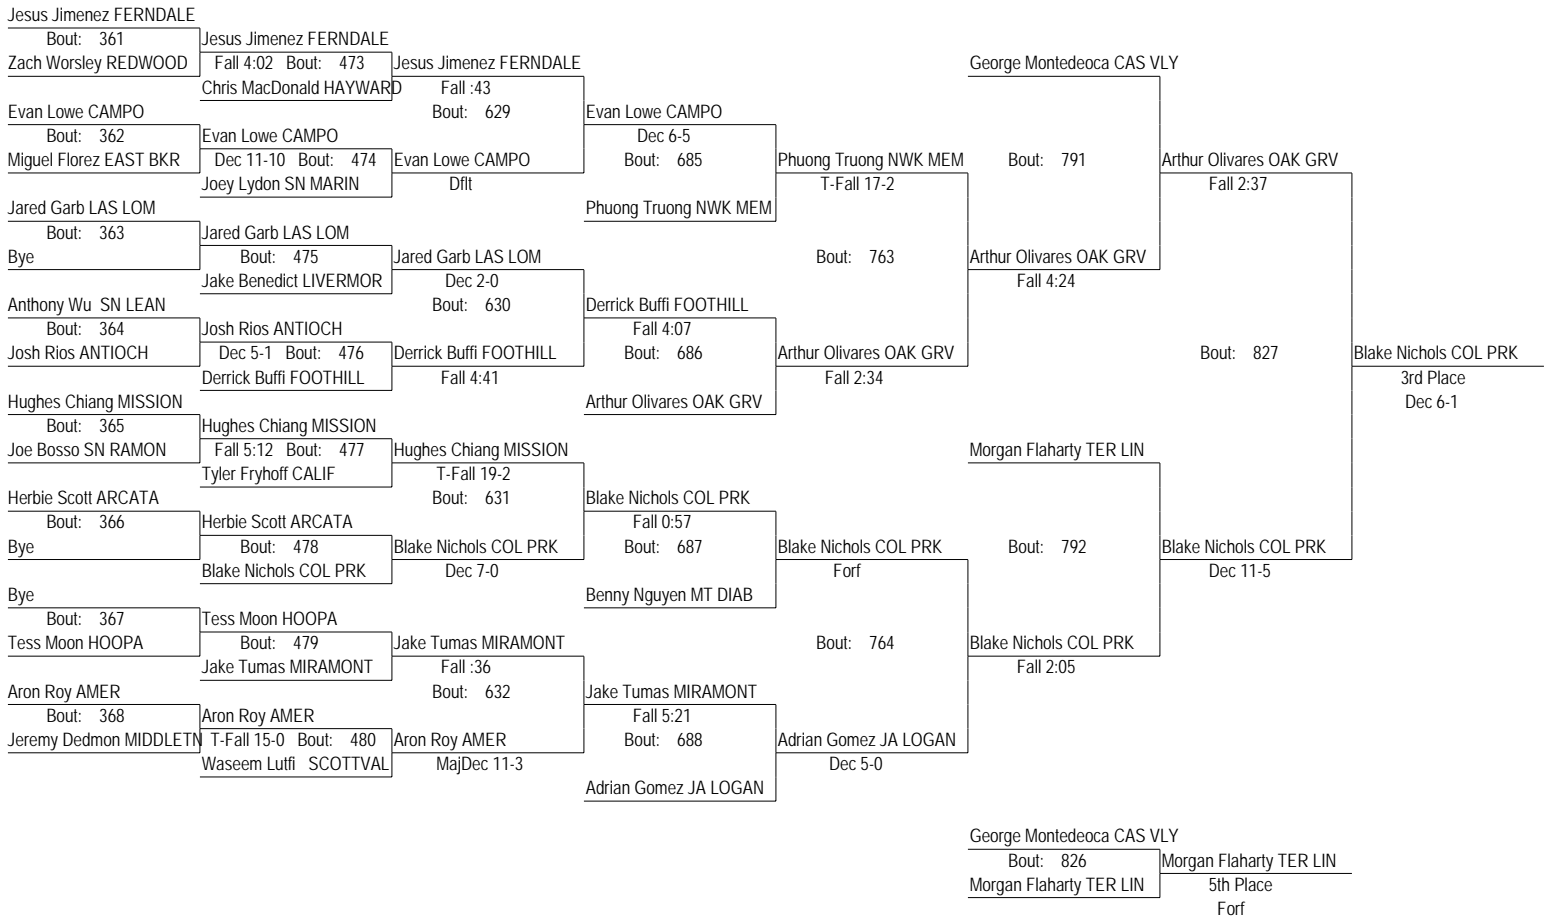 Jesus Jimenez FERNDALE
Bout: 361
Jesus Jimenez FERNDALE
Zach Worsley REDWOOD
Fall 4:02 Bout: 473
Jesus Jimenez FERNDALE
George Montedeoca CAS VLY
Chris MacDonald HAYWARD
Fall :43
Evan Lowe CAMPO
Bout: 629
Evan Lowe CAMPO
Bout: 362
Evan Lowe CAMPO
Dec 6-5
Miguel Florez EAST BKR
Dec 11-10 Bout: 474
Evan Lowe CAMPO
Bout: 685
Phuong Truong NWK MEM
Bout: 791
Arthur Olivares OAK GRV
Joey Lydon SN MARIN
Dflt
T-Fall 17-2
Fall 2:37
Jared Garb LAS LOM
Phuong Truong NWK MEM
Bout: 363
Jared Garb LAS LOM
Bye
Bout: 475
Jared Garb LAS LOM
Bout: 763
Arthur Olivares OAK GRV
Jake Benedict LIVERMOR
Dec 2-0
Fall 4:24
Anthony Wu SN LEAN
Bout: 630
Derrick Buffi FOOTHILL
Bout: 364
Josh Rios ANTIOCH
Fall 4:07
Josh Rios ANTIOCH
Dec 5-1 Bout: 476
Derrick Buffi FOOTHILL
Bout: 686
Arthur Olivares OAK GRV
Bout: 827
Blake Nichols COL PRK
Derrick Buffi FOOTHILL
Fall 4:41
Fall 2:34
3rd Place
Hughes Chiang MISSION
Arthur Olivares OAK GRV
Dec 6-1
Bout: 365
Hughes Chiang MISSION
Joe Bosso SN RAMON
Fall 5:12 Bout: 477
Hughes Chiang MISSION
Morgan Flaharty TER LIN
Tyler Fryhoff CALIF
T-Fall 19-2
Herbie Scott ARCATA
Bout: 631
Blake Nichols COL PRK
Bout: 366
Herbie Scott ARCATA
Fall 0:57
Bye
Bout: 478
Blake Nichols COL PRK
Bout: 687
Blake Nichols COL PRK
Bout: 792
Blake Nichols COL PRK
Blake Nichols COL PRK
Dec 7-0
Forf
Dec 11-5
Bye
Benny Nguyen MT DIAB
Bout: 367
Tess Moon HOOPA
Tess Moon HOOPA
Bout: 479
Jake Tumas MIRAMONT
Bout: 764
Blake Nichols COL PRK
Jake Tumas MIRAMONT
Fall :36
Fall 2:05
Aron Roy AMER
Bout: 632
Jake Tumas MIRAMONT
Bout: 368
Aron Roy AMER
Fall 5:21
Jeremy Dedmon MIDDLETN
T-Fall 15-0 Bout: 480
Aron Roy AMER
Bout: 688
Adrian Gomez JA LOGAN
Waseem Lutfi SCOTTVAL
MajDec 11-3
Dec 5-0
Adrian Gomez JA LOGAN
George Montedeoca CAS VLY
Bout: 826
Morgan Flaharty TER LIN
Morgan Flaharty TER LIN
5th Place
Forf